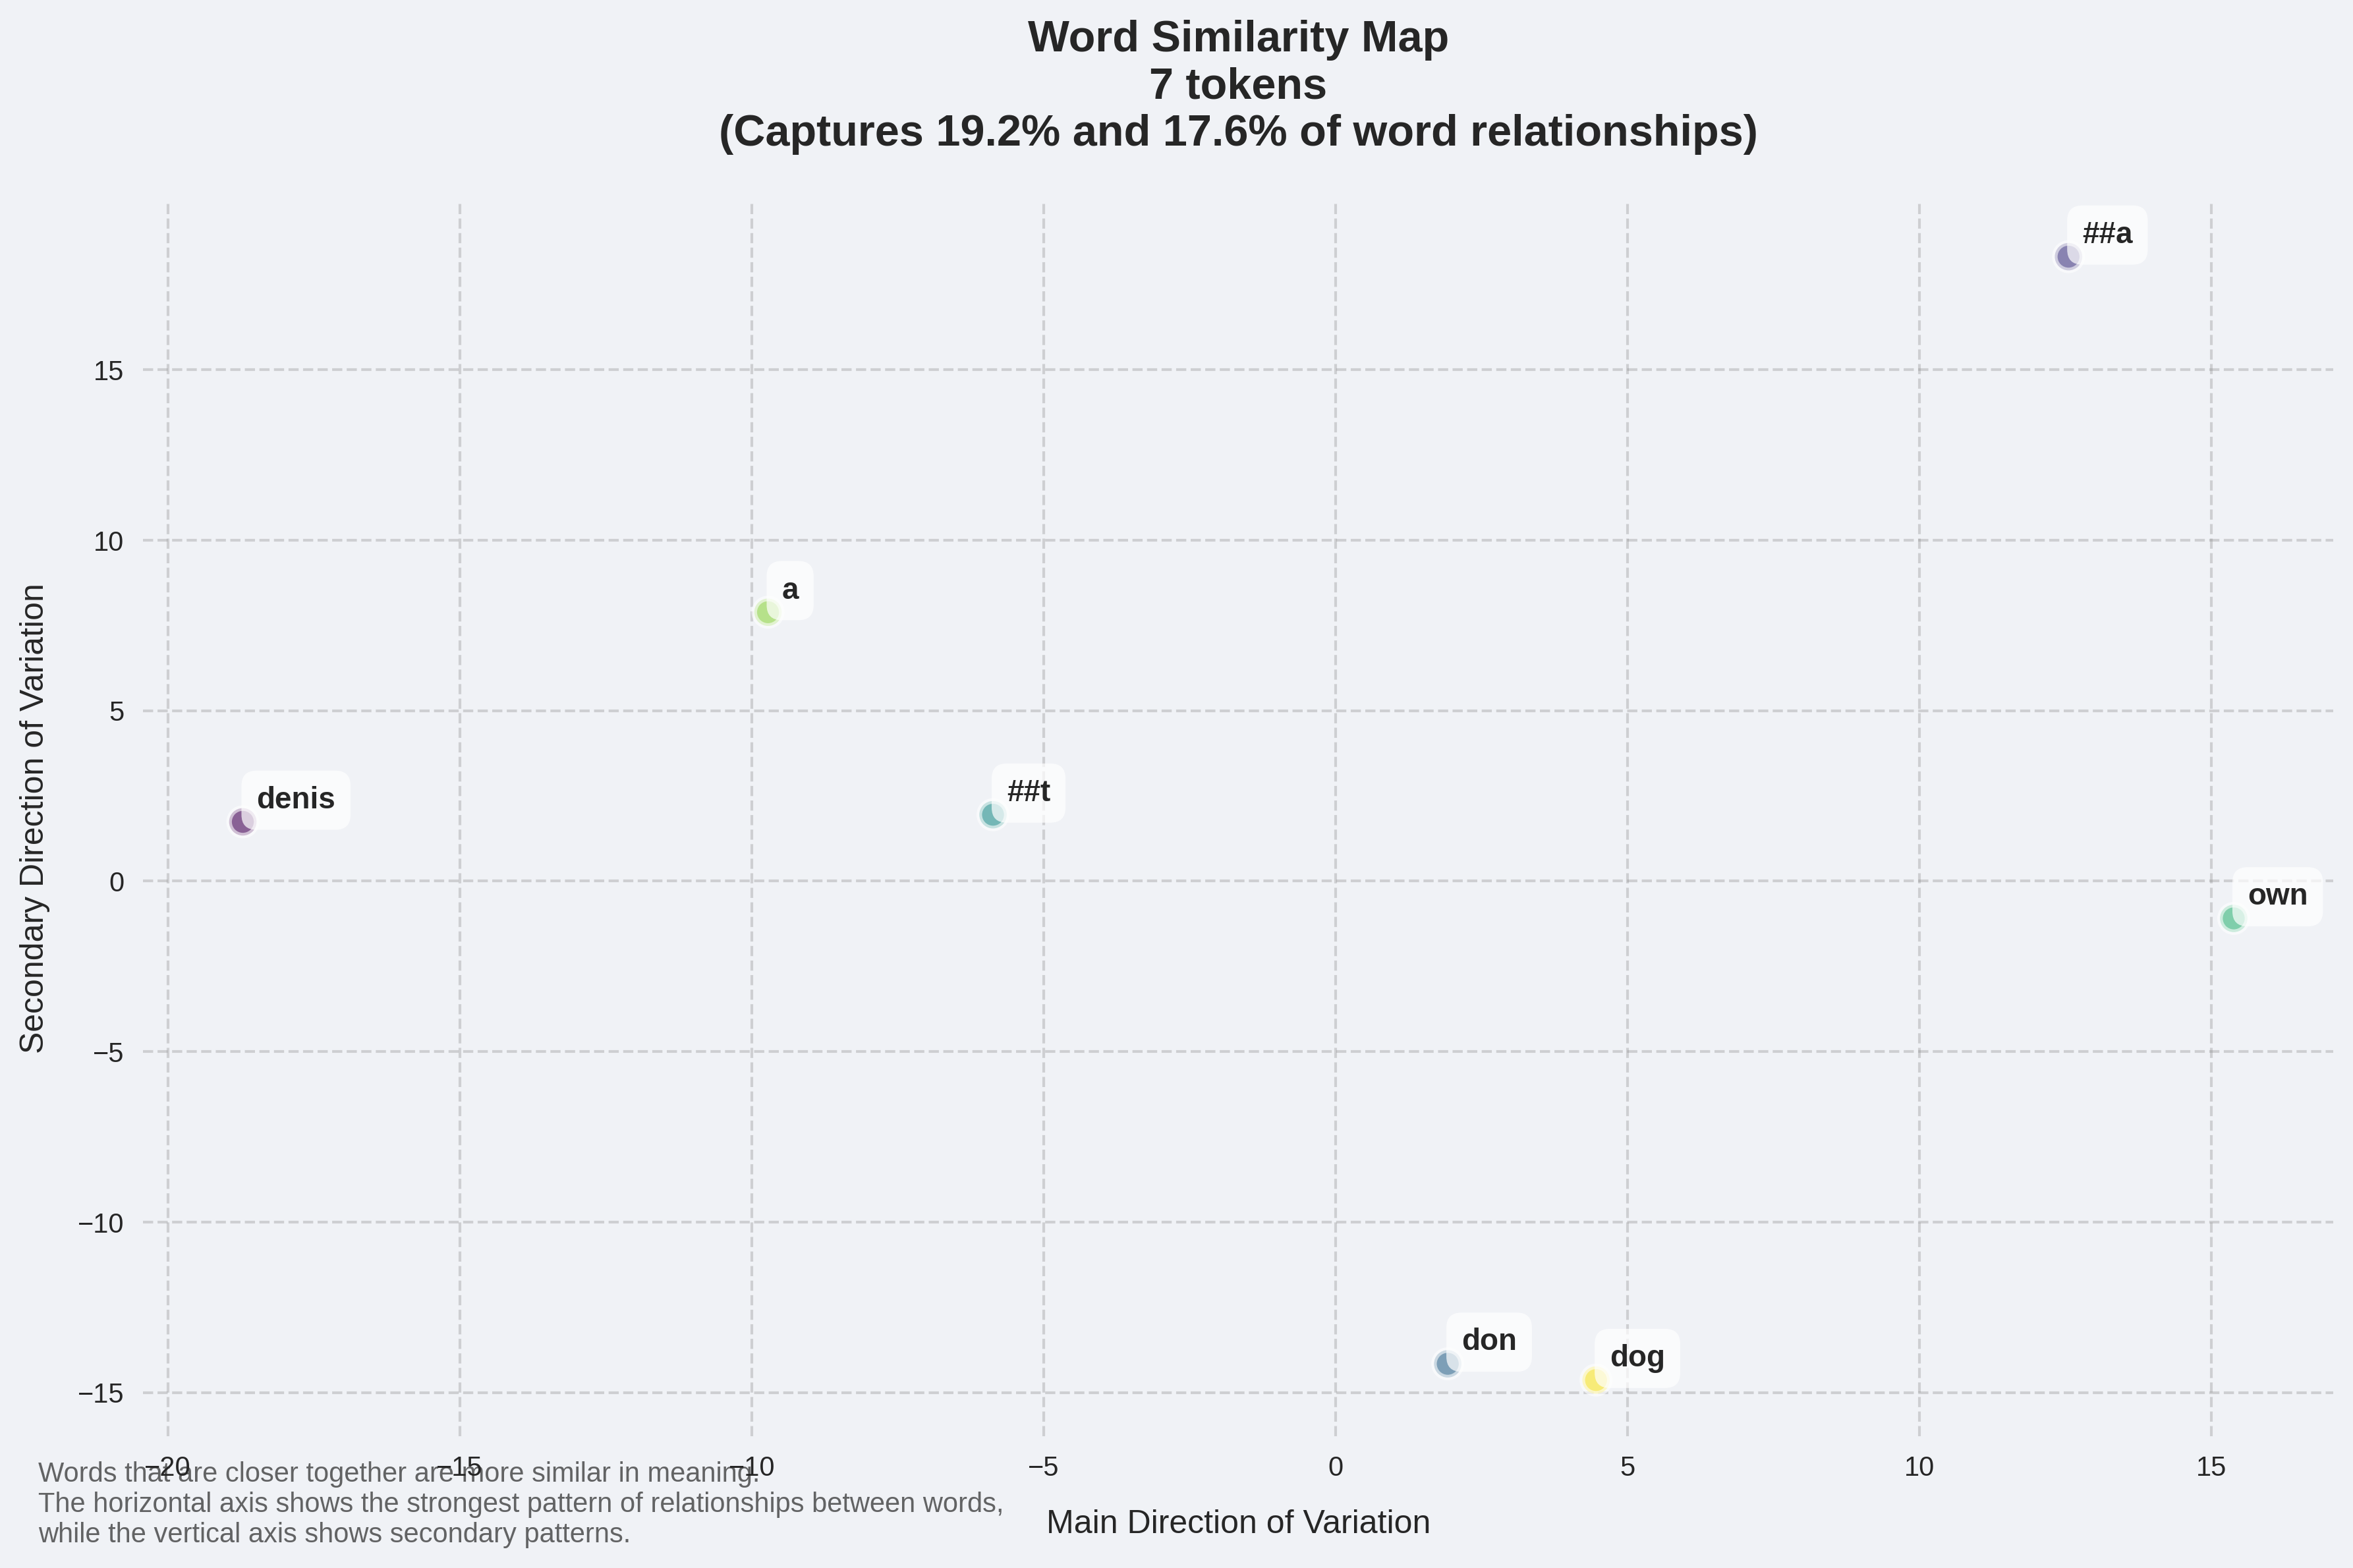 Word Similarity Map
7 tokens
(Captures 19.2% and 17.6% of word relationships)
##a
15
10
a
5
Secondary Direction of Variation
denis
##t
0
own
−5
−10
don
dog
−15
−20
−15
−10
−5
0
5
10
15
Words that are closer together are more similar in meaning.
The horizontal axis shows the strongest pattern of relationships between words,
while the vertical axis shows secondary patterns.
Main Direction of Variation